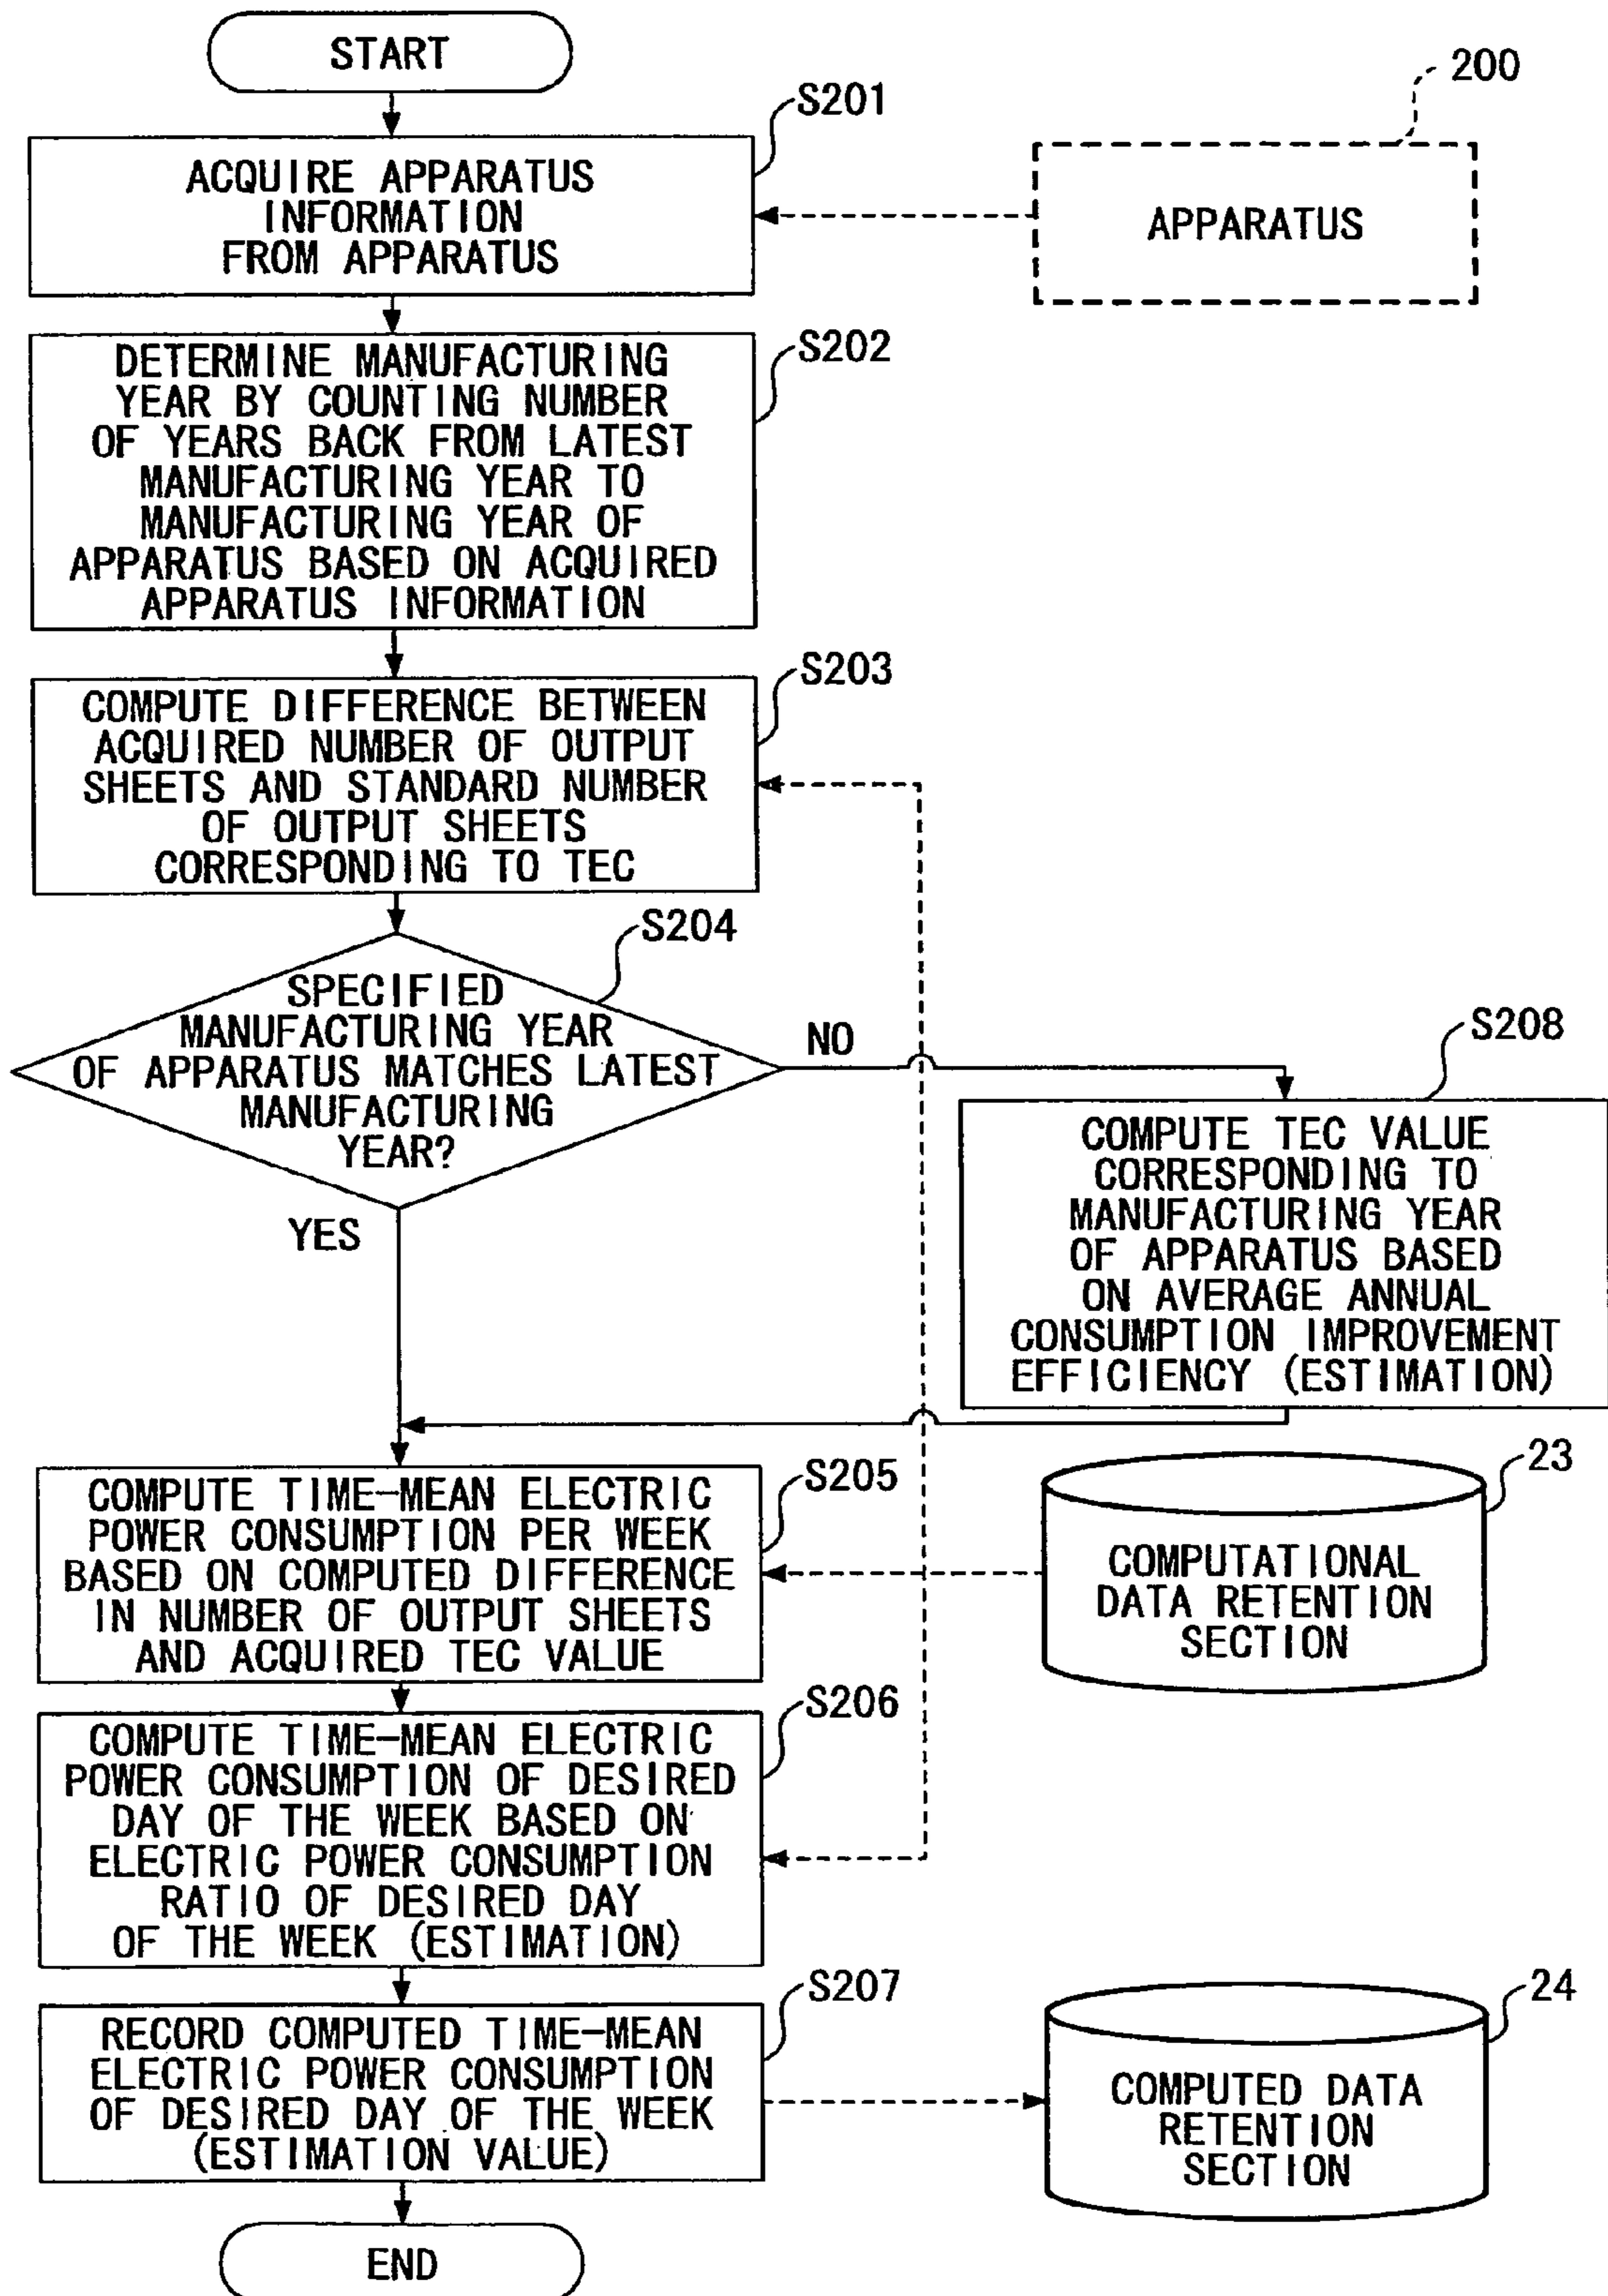 START
S201
ACQUIRE APPARATUS
INFORMATION
FROM APPARATUS
200
APPARATUS
S202
DETERMINE MANUFACTURING
YEAR BY COUNTING NUMBER
OF YEARS BACK FROM LATEST
MANUFACTURING YEAR TO
MANUFACTURING YEAR OF
APPARATUS BASED ON ACQUIRED
APPARATUS INFORMATION
S203
COMPUTE DIFFERENCE BETWEEN
ACQUIRED NUMBER OF OUTPUT
SHEETS AND STANDARD NUMBER
OF OUTPUT SHEETS
CORRESPONDING TO TEC
S204
SPECIFIED
MANUFACTURING YEAR
OF APPARATUS MATCHES LATEST
MANUFACTURING
YEAR?
NO
YES
S208
COMPUTE TEC VALUE
CORRESPONDING TO
MANUFACTURING YEAR
OF APPARATUS BASED
ON AVERAGE ANNUAL
CONSUMPTION IMPROVEMENT
EFFICIENCY (ESTIMATION)
S205
COMPUTE TIME-MEAN ELECTRIC
POWER CONSUMPTION PER WEEK
BASED ON COMPUTED DIFFERENCE
IN NUMBER OF OUTPUT SHEETS
AND ACQUIRED TEC VALUE
23
COMPUTATIONAL
DATA RETENTION
SECTION
S206
COMPUTE TIME-MEAN ELECTRIC
POWER CONSUMPTION OF DESIRED
DAY OF THE WEEK BASED ON
ELECTRIC POWER CONSUMPTION
RATIO OF DESIRED DAY
OF THE WEEK (ESTIMATION)
S207
RECORD COMPUTED TIME-MEAN
ELECTRIC POWER CONSUMPTION
OF DESIRED DAY OF THE WEEK
(ESTIMATION VALUE)
24
COMPUTED DATA
RETENTION
SECTION
END